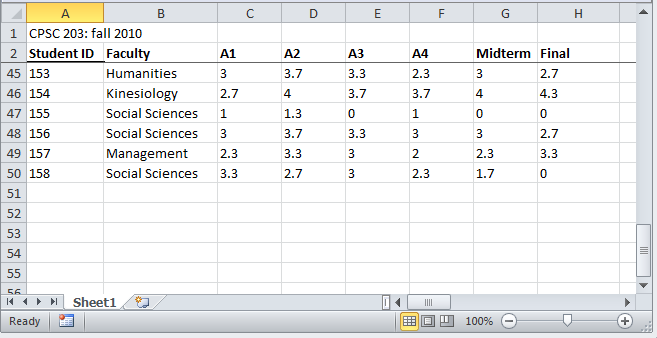 A B C D E F G H
1 CPSC 203: fall 2010
2 Student ID Faculty A1 A2 A3 A4 Midterm Final
45 153 Humanities 3 3.7 3.3 2.3 3 2.7
46 154 Kinesiology 2.7 4 3.7 3.7 4 4.3
47 155 Social Sciences 1 1.3 0 1 0 0
48 156 Social Sciences 3 3.7 3.3 3 3 2.7
49 157 Management 2.3 3.3 3 2 2.3 3.3
50 158 Social Sciences 3.3 2.7 3 2.3 1.7 0
51
52
53
54
55
56
Sheet1
Ready 100%